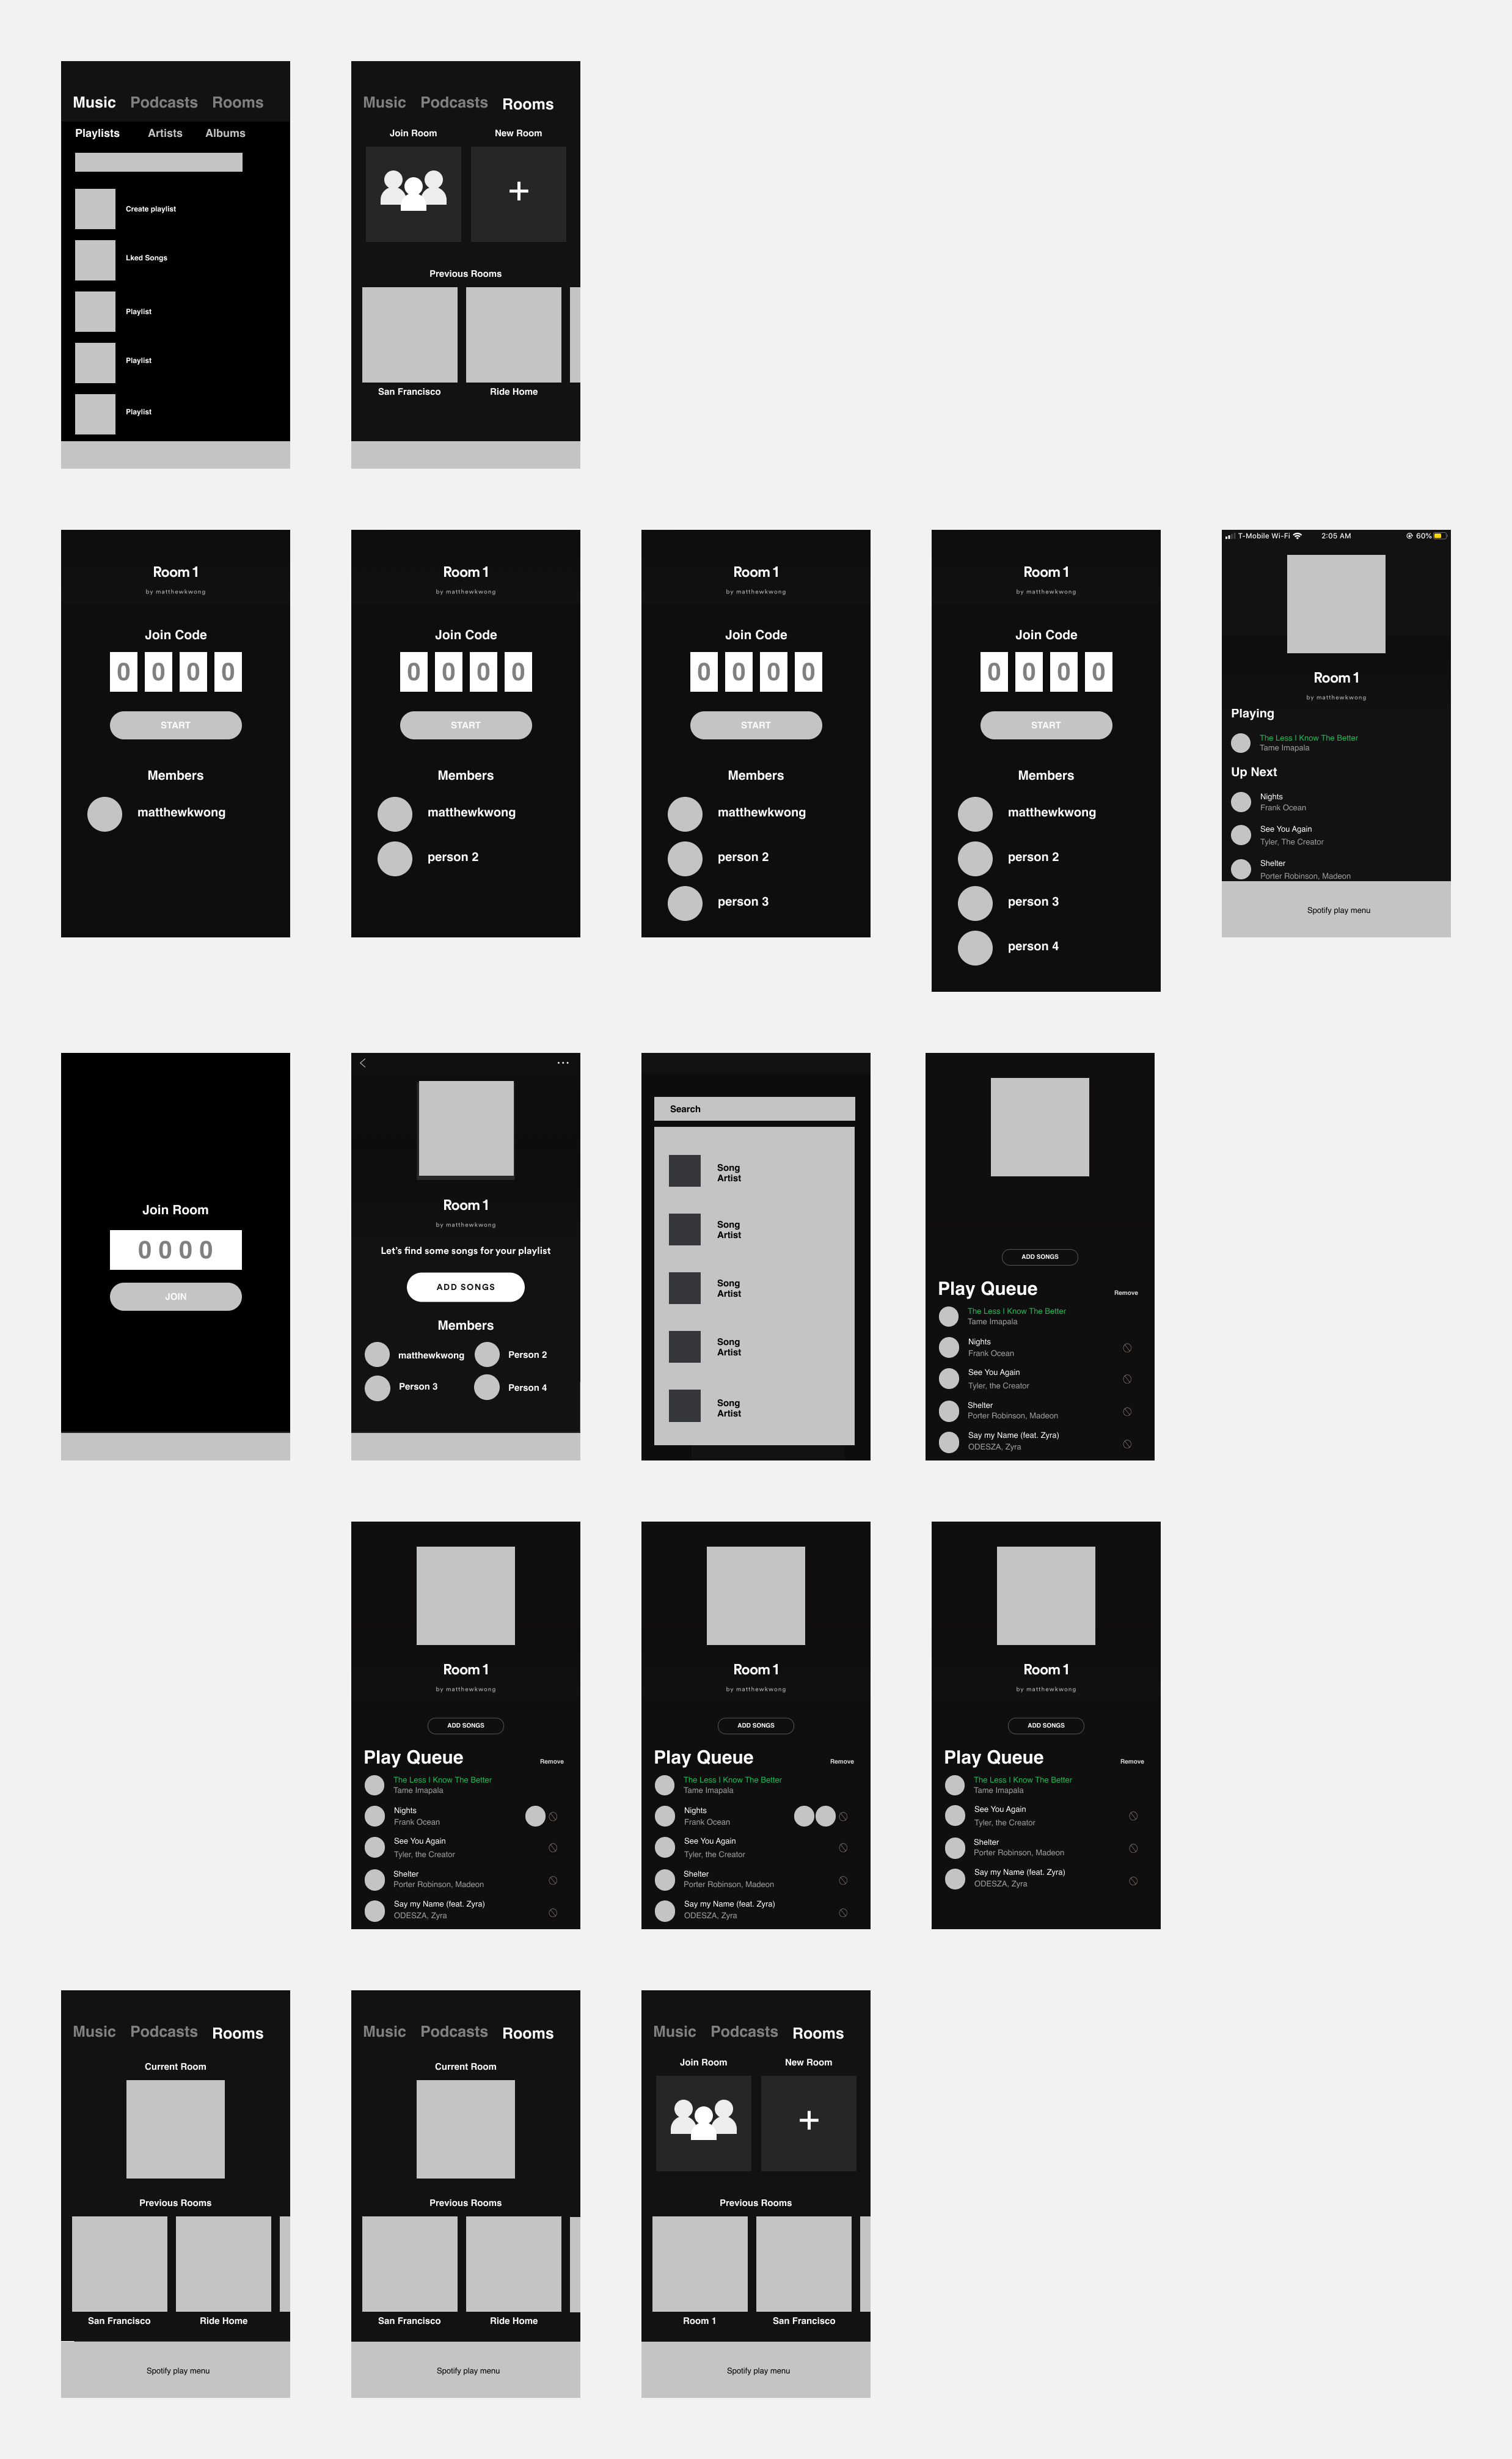 Music Podcasts Rooms
Playlists Artists Albums
Create playlist
Lked Songs
Playlist
Playlist
Playlist
Music Podcasts Rooms
Join Room New Room
+
Previous Rooms
San Francisco Ride Home
Room 1
by matthewkwong
Join Code
0 0 0 0
START
Members
matthewkwong
Room 1
by matthewkwong
Join Code
0 0 0 0
START
Members
matthewkwong
person 2
Room 1
by matthewkwong
Join Code
0 0 0 0
START
Members
matthewkwong
person 2
person 3
Room 1
by matthewkwong
Join Code
0 0 0 0
START
Members
matthewkwong
person 2
person 3
person 4
T-Mobile Wi-Fi 2:05 AM 60%
Room 1
by matthewkwong
Playing
The Less I Know The Better
Tame Imapala
Up Next
Nights
Frank Ocean
See You Again
Tyler, The Creator
Shelter
Porter Robinson, Madeon
Spotify play menu
Join Room
0 0 0 0
JOIN
Room 1
by matthewkwong
Let's find some songs for your playlist
ADD SONGS
Members
matthewkwong Person 2
Person 3 Person 4
Search
Song
Artist
Song
Artist
Song
Artist
Song
Artist
Song
Artist
ADD SONGS
Play Queue Remove
The Less I Know The Better
Tame Imapala
Nights
Frank Ocean
See You Again
Tyler, the Creator
Shelter
Porter Robinson, Madeon
Say my Name (feat. Zyra)
ODESZA, Zyra
Room 1
by matthewkwong
ADD SONGS
Play Queue Remove
The Less I Know The Better
Tame Imapala
Nights
Frank Ocean
See You Again
Tyler, the Creator
Shelter
Porter Robinson, Madeon
Say my Name (feat. Zyra)
ODESZA, Zyra
Room 1
by matthewkwong
ADD SONGS
Play Queue Remove
The Less I Know The Better
Tame Imapala
Nights
Frank Ocean
See You Again
Tyler, the Creator
Shelter
Porter Robinson, Madeon
Say my Name (feat. Zyra)
ODESZA, Zyra
Room 1
by matthewkwong
ADD SONGS
Play Queue Remove
The Less I Know The Better
Tame Imapala
See You Again
Tyler, the Creator
Shelter
Porter Robinson, Madeon
Say my Name (feat. Zyra)
ODESZA, Zyra
Music Podcasts Rooms
Current Room
Previous Rooms
San Francisco Ride Home
Spotify play menu
Music Podcasts Rooms
Current Room
Previous Rooms
San Francisco Ride Home
Spotify play menu
Music Podcasts Rooms
Join Room New Room
+
Previous Rooms
Room 1 San Francisco
Spotify play menu